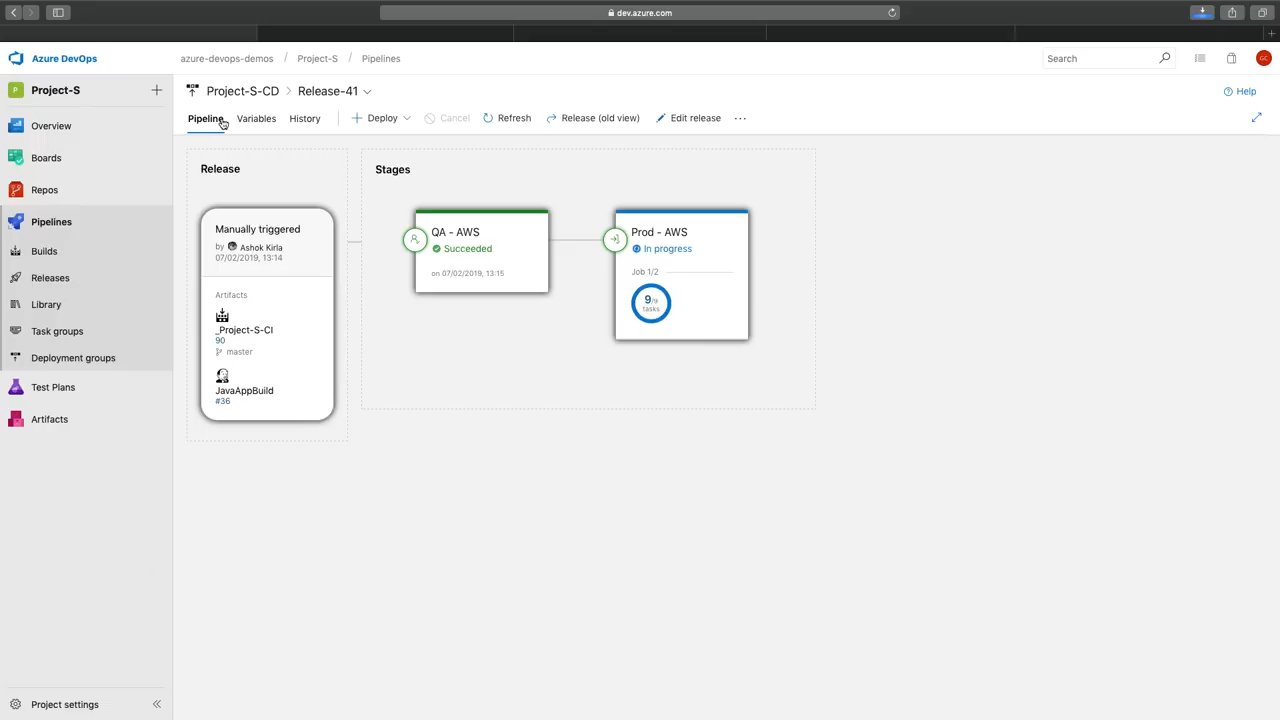 dev.azure.com
Azure DevOps
azure-devops-demos / Project-S / Pipelines
Search
GC
P
Project-S
Project-S-CD > Release-41
Help
Pipeline
Variables
History
Deploy
Cancel
Refresh
Release (old view)
Edit release
Overview
Boards
Repos
Pipelines
Builds
Releases
Library
Task groups
Deployment groups
Test Plans
Artifacts
Project settings
Release
Manually triggered
by Ashok Kirla
07/02/2019, 13:14
Artifacts
_Project-S-CI
90
master
JavaAppBuild
#36
Stages
QA - AWS
Succeeded
on 07/02/2019, 13:15
Prod - AWS
In progress
Job 1/2
9/9
tasks